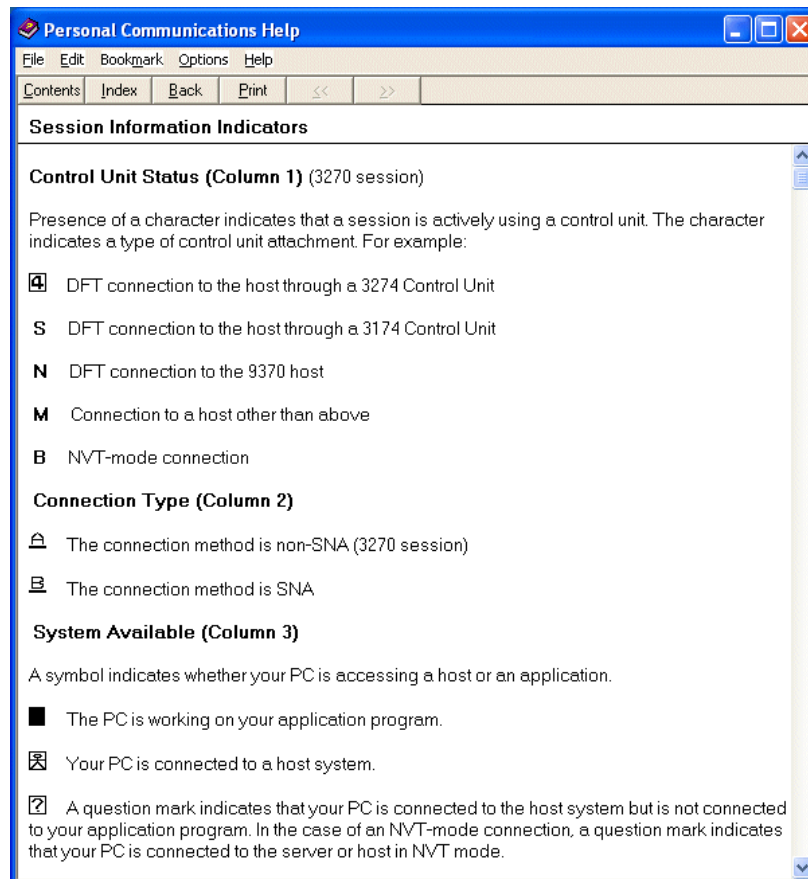 Personal Communications Help
File Edit Bookmark Options Help
Contents Index Back Print << >>
Session Information Indicators
Control Unit Status (Column 1) (3270 session)
Presence of a character indicates that a session is actively using a control unit. The character
indicates a type of control unit attachment. For example:
4 DFT connection to the host through a 3274 Control Unit
S DFT connection to the host through a 3174 Control Unit
N DFT connection to the 9370 host
M Connection to a host other than above
B NVT-mode connection
Connection Type (Column 2)
A The connection method is non-SNA (3270 session)
B The connection method is SNA
System Available (Column 3)
A symbol indicates whether your PC is accessing a host or an application.
The PC is working on your application program.
Your PC is connected to a host system.
? A question mark indicates that your PC is connected to the host system but is not connected
to your application program. In the case of an NVT-mode connection, a question mark indicates
that your PC is connected to the server or host in NVT mode.